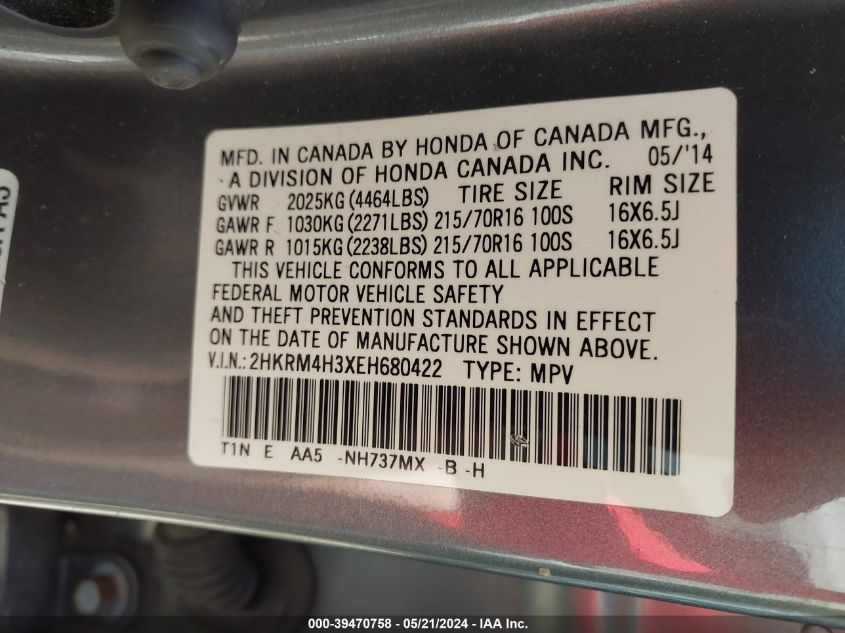 MFD. IN CANADA BY HONDA OF CANADA MFG.,
A DIVISION OF HONDA CANADA INC. 05/'14
GVWR 2025KG (4464LBS) TIRE SIZE RIM SIZE
GAWR F 1030KG (2271LBS) 215/70R16 100S 16X6.5J
GAWR R 1015KG (2238LBS) 215/70R16 100S 16X6.5J
THIS VEHICLE CONFORMS TO ALL APPLICABLE
FEDERAL MOTOR VEHICLE SAFETY
AND THEFT PREVENTION STANDARDS IN EFFECT
ON THE DATE OF MANUFACTURE SHOWN ABOVE.
V.I.N.: 2HKRM4H3XEH680422 TYPE: MPV
T1N E AA5 -NH737MX -B -H
000-39470758 - 05/21/2024 - IAA Inc.